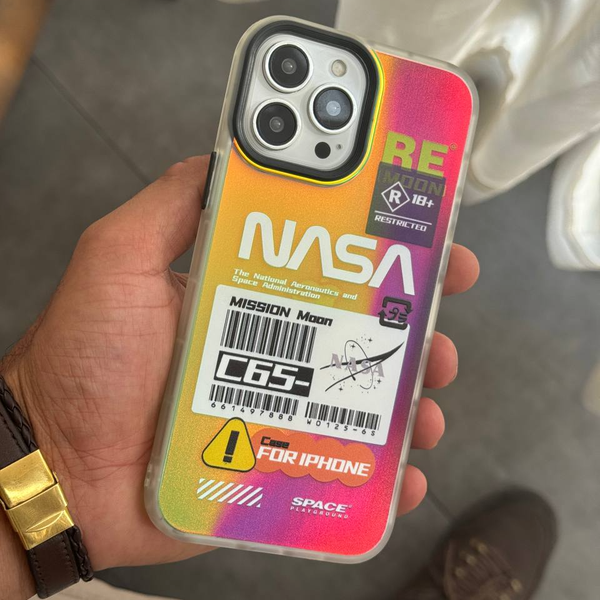 RE
MOON
R 18+
RESTRICTED
NASA
The National Aeronautics and
Space Administration
MISSION Moon
C65-
NASA
661497888 W0125-6S
!
Case
FOR IPHONE
SPACE
PLAYGROUND